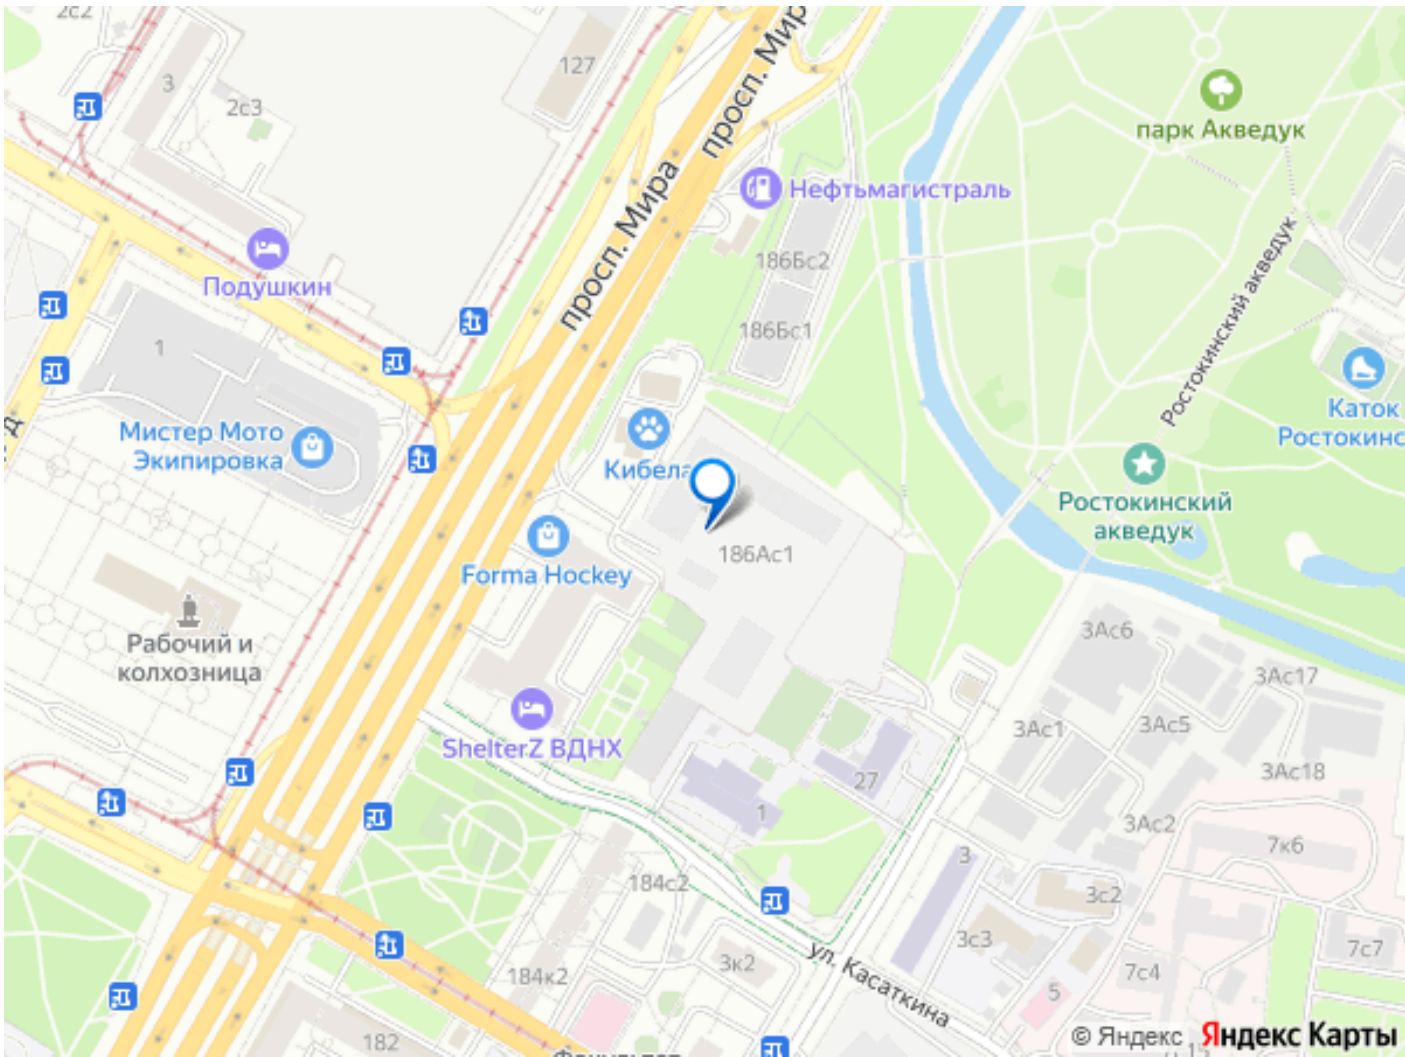 2с2
3
2с3
127
просп. Мира
просп. Мир
парк Акведук
Нефтьмагистраль
186Бс2
Подушкин
186Бс1
Ростокинский акведук
1
Мистер Мото
Экипировка
Кибела
Каток
Ростокинс
Ростокинский
акведук
186Ас1
Forma Hockey
Рабочий и
колхозница
3Ас6
3Ас17
ShelterZ ВДНХ
3Ас1
3Ас5
27
3Ас18
1
3Ас2
7к6
3
184с2
3с2
3с3
3к2
184к2
ул. Касаткина
7с4
7с7
5
182
© Яндекс
Яндекс Карты